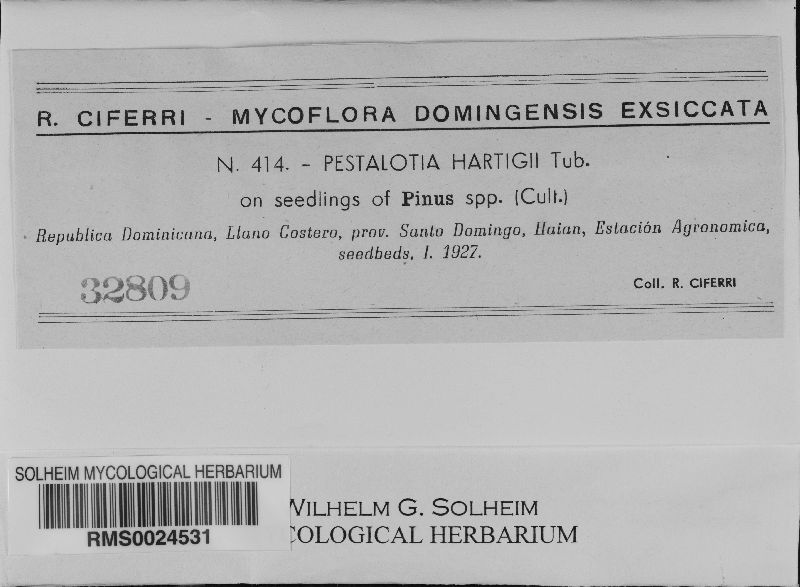 R. CIFERRI - MYCOFLORA DOMINGENSIS EXSICCATA
N. 414. - PESTALOTIA HARTIGII Tub.
on seedlings of Pinus spp. (Cult.)
Republica Dominicana, Llano Costero, prov. Santo Domingo, Haian, Estación Agronomica,
seedbeds, I. 1927.
32809
Coll. R. CIFERRI
SOLHEIM MYCOLOGICAL HERBARIUM
RMS0024531
WILHELM G. SOLHEIM
COLOGICAL HERBARIUM